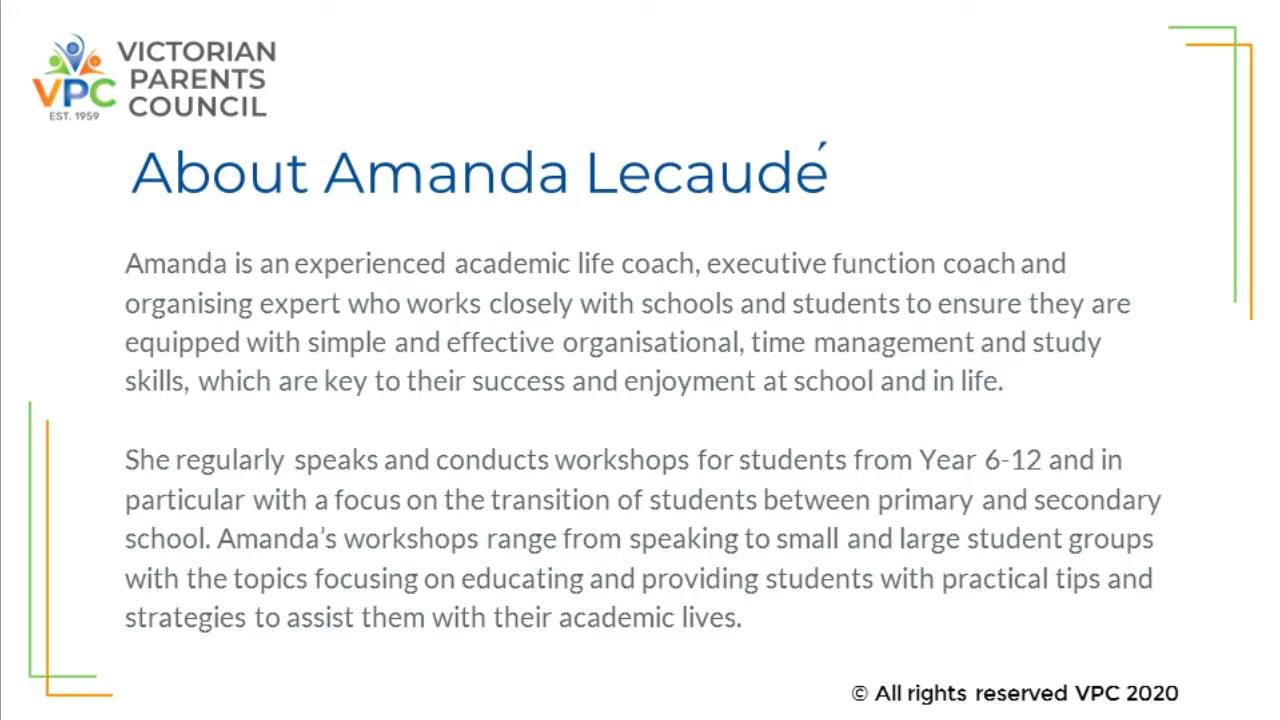 VICTORIAN
PARENTS
COUNCIL
VPC
EST. 1959
About Amanda Lecaudé
Amanda is an experienced academic life coach, executive function coach and
organising expert who works closely with schools and students to ensure they are
equipped with simple and effective organisational, time management and study
skills, which are key to their success and enjoyment at school and in life.
She regularly speaks and conducts workshops for students from Year 6-12 and in
particular with a focus on the transition of students between primary and secondary
school. Amanda’s workshops range from speaking to small and large student groups
with the topics focusing on educating and providing students with practical tips and
strategies to assist them with their academic lives.
© All rights reserved VPC 2020